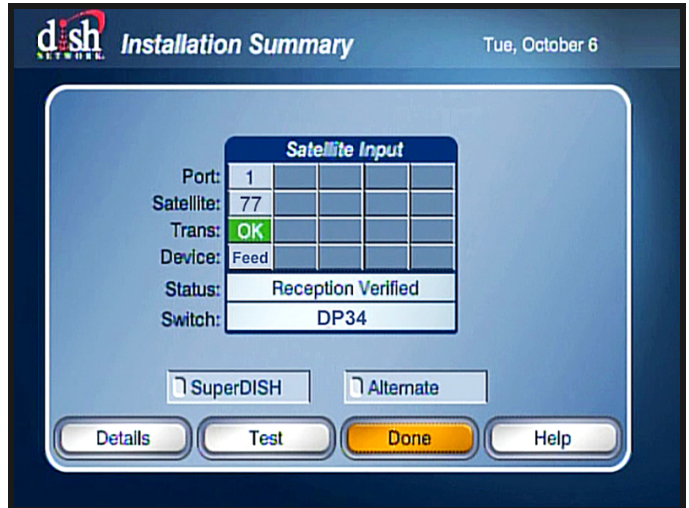 dish
NETWORK
Installation Summary
Tue, October 6
Satellite Input
Port: 1
Satellite: 77
Trans: OK
Device: Feed
Status: Reception Verified
Switch: DP34
SuperDISH Alternate
Details Test Done Help